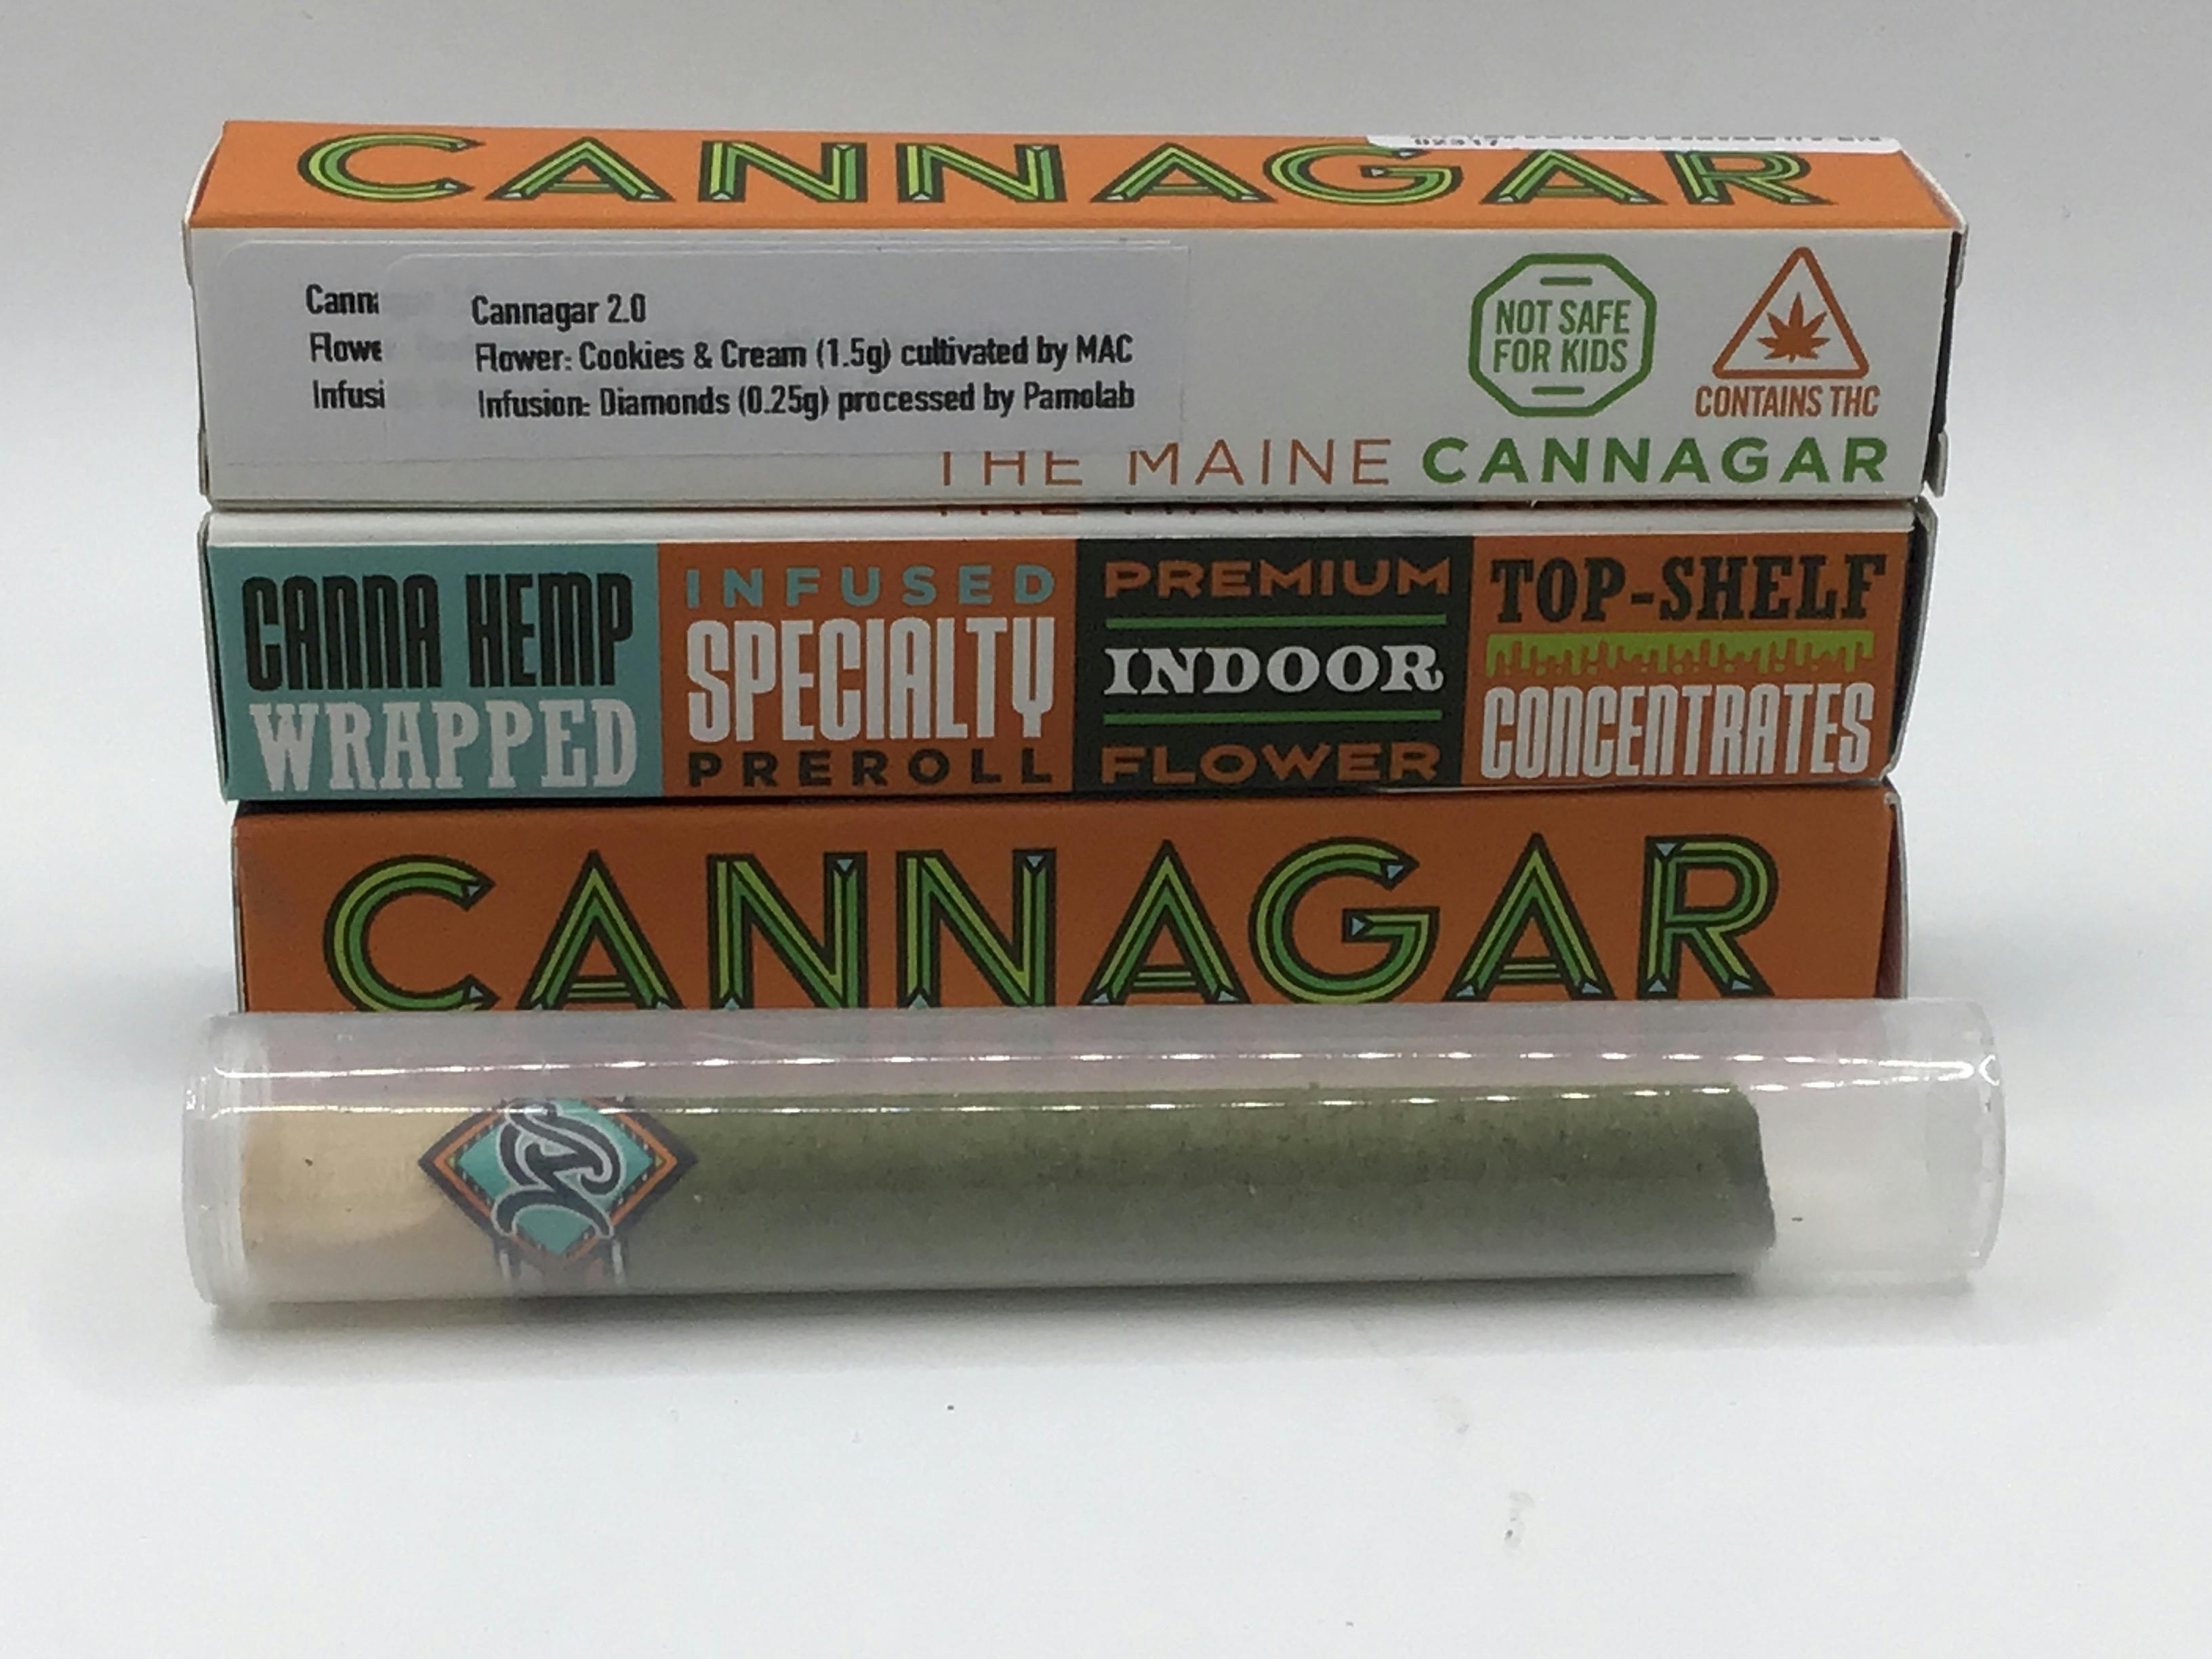 CANNAGAR
Cann
Flowe
Infusi
Cannagar 2.0
Flower: Cookies & Cream (1.5g) cultivated by MAC
Infusion: Diamonds (0.25g) processed by Pamolab
NOT SAFE
FOR KIDS
CONTAINS THC
THE MAINE CANNAGAR
CANNA HEMP
WRAPPED
INFUSED
SPECIALTY
PREROLL
PREMIUM
INDOOR
FLOWER
TOP-SHELF
CONCENTRATES
CANNAGAR